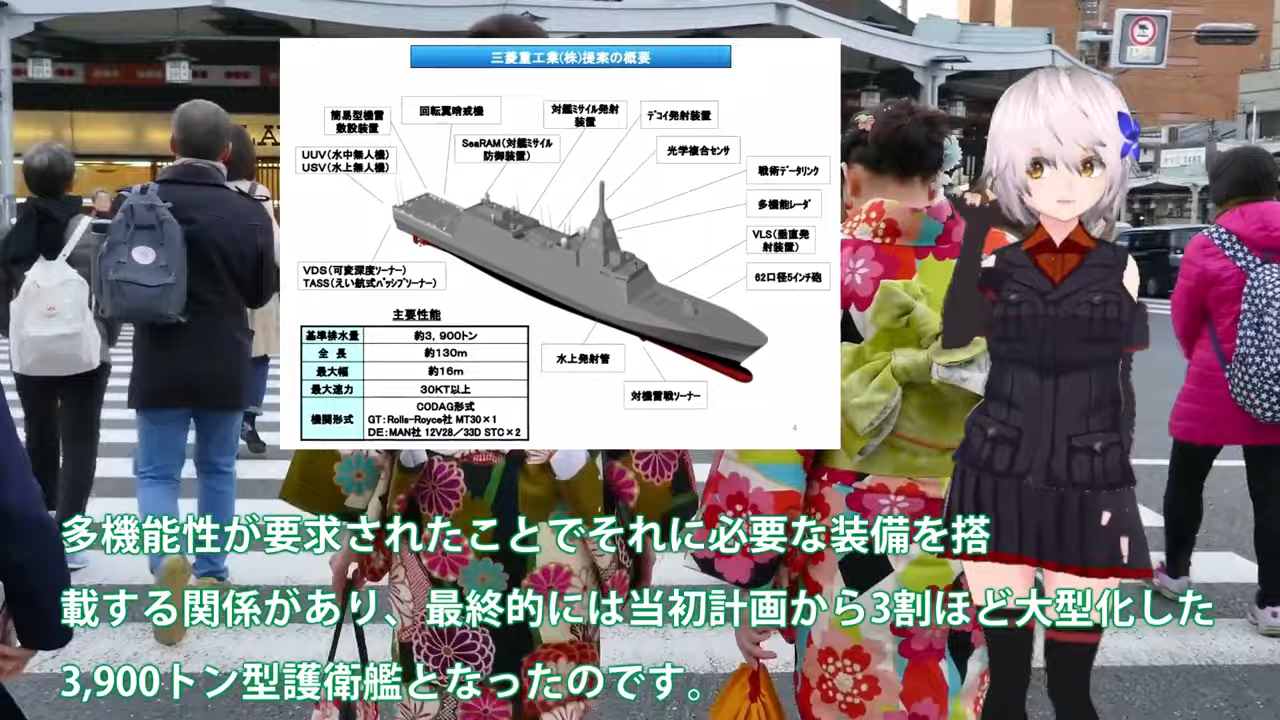 三菱重工業(株)提案の概要
簡易型機雷
敷設装置
回転翼哨戒機
対艦ミサイル発射
装置
デコイ発射装置
SeaRAM(対艦ミサイル
防御装置)
光学複合センサ
UUV(水中無人機)
USV(水上無人機)
戦術データリンク
多機能レーダ
VLS(垂直発
射装置)
62口径5インチ砲
VDS(可変深度ソーナー)
TASS(えい航式パッシブソーナー)
水上発射管
対機雷戦ソーナー
主要性能
基準排水量 約3,900トン
全 長 約130m
最大幅 約16m
最大速力 30KT以上
機関形式 CODAG形式
GT:Rolls-Royce社 MT30×1
DE:MAN社 12V28/33D STC×2
4
多機能性が要求されたことでそれに必要な装備を搭
載する関係があり、最終的には当初計画から3割ほど大型化した
3,900トン型護衛艦となったのです。